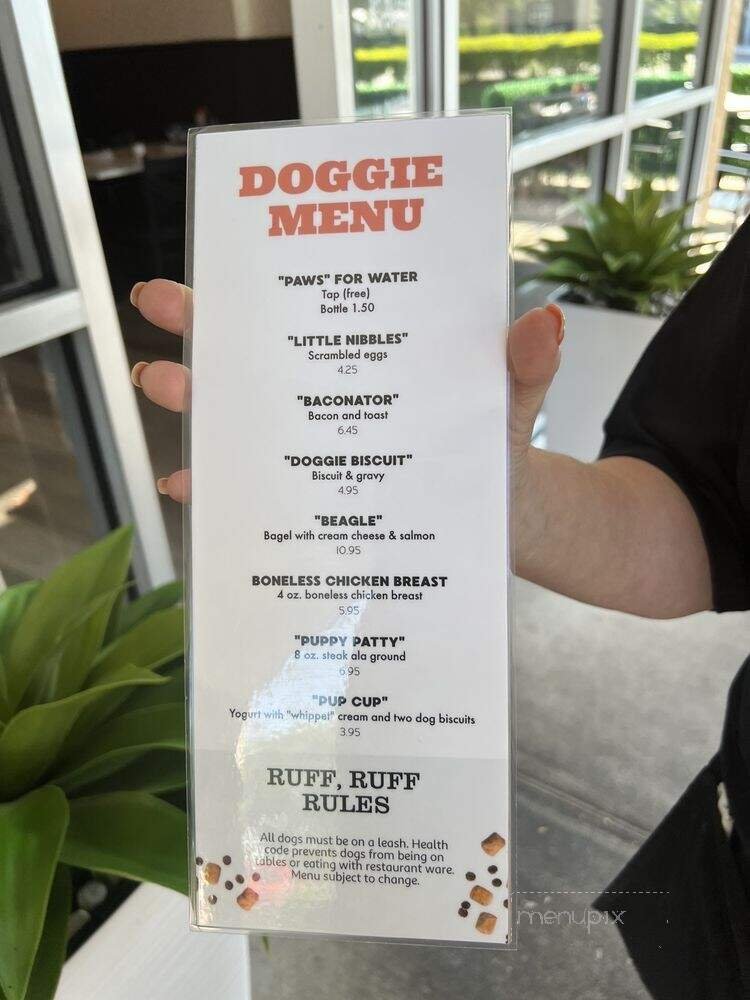 DOGGIE
MENU
"PAWS" FOR WATER
Tap (free)
Bottle 1.50
"LITTLE NIBBLES"
Scrambled eggs
4.25
"BACONATOR"
Bacon and toast
6.45
"DOGGIE BISCUIT"
Biscuit & gravy
4.95
"BEAGLE"
Bagel with cream cheese & salmon
10.95
BONELESS CHICKEN BREAST
4 oz. boneless chicken breast
5.95
"PUPPY PATTY"
8 oz. steak ala ground
6.95
"PUP CUP"
Yogurt with "whippet" cream and two dog biscuits
3.95
RUFF, RUFF
RULES
All dogs must be on a leash. Health
code prevents dogs from being on
tables or eating with restaurant ware.
Menu subject to change.
menupix